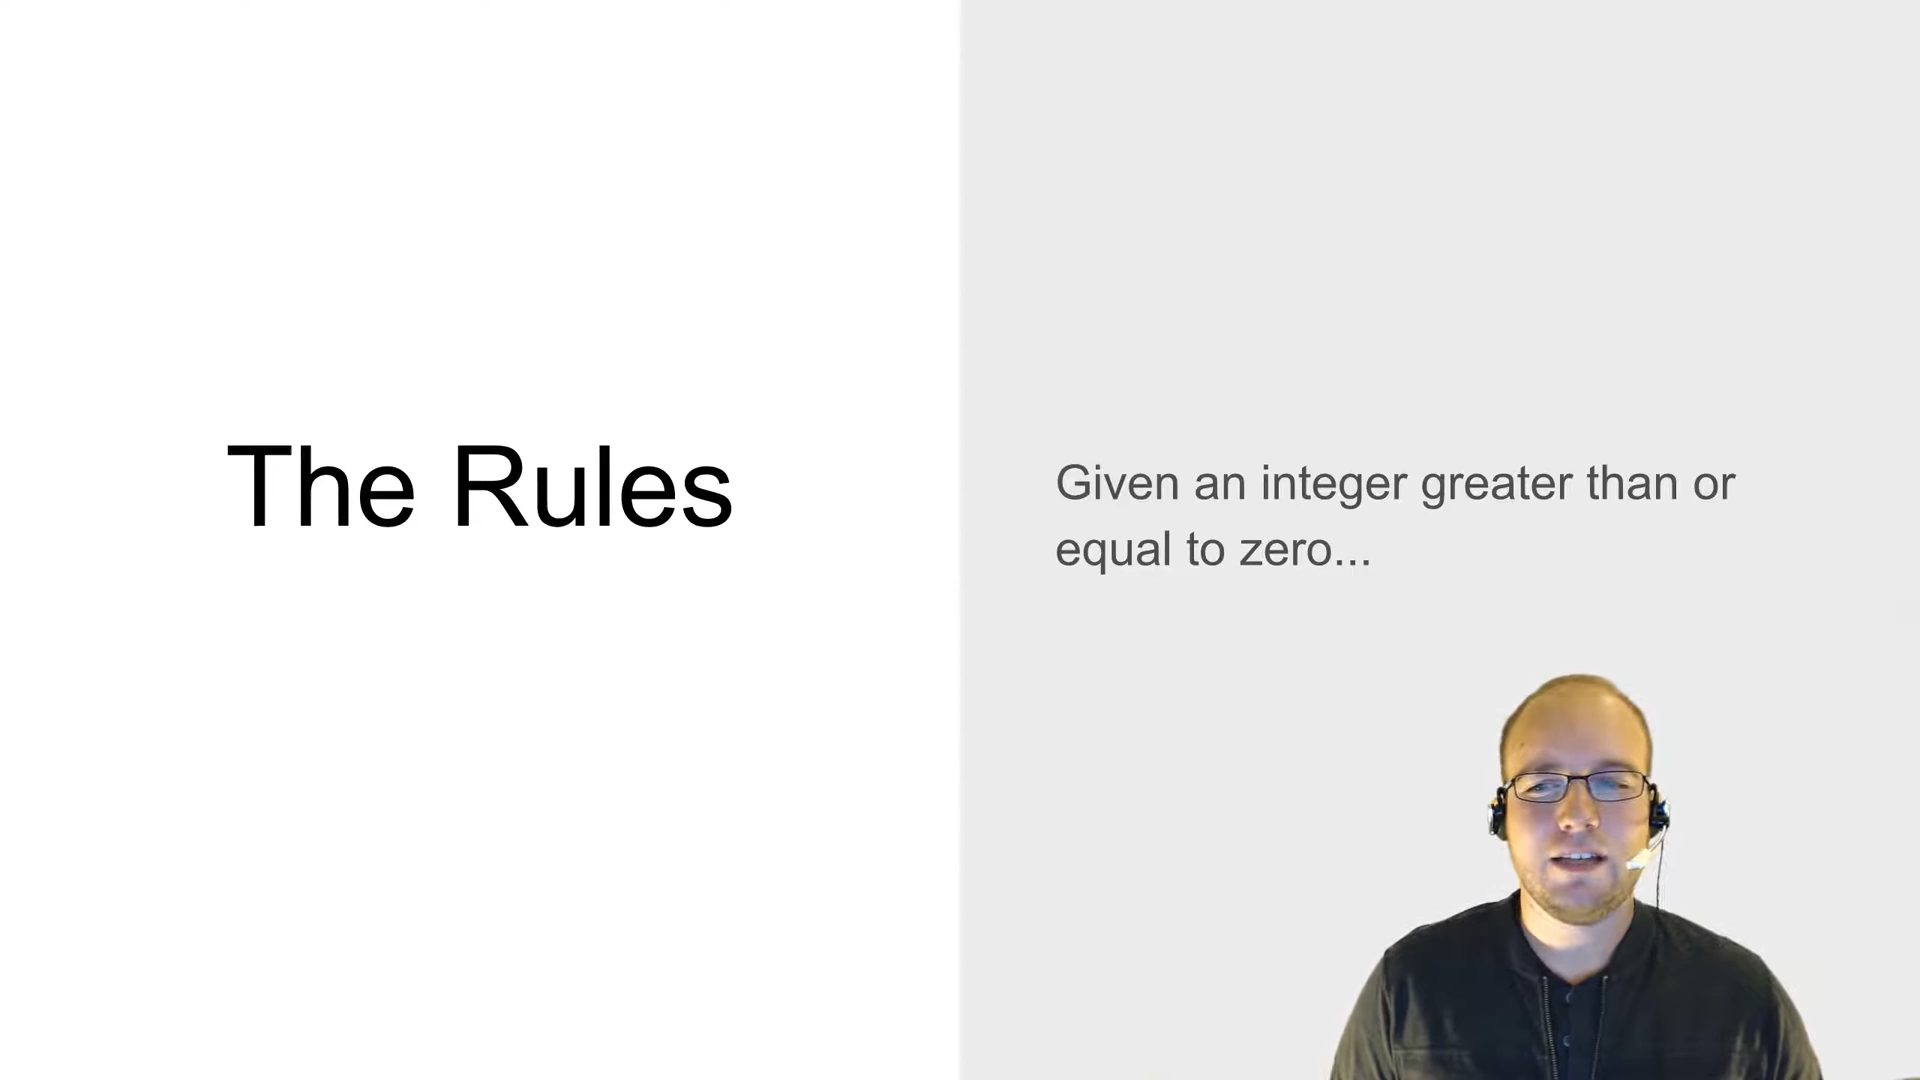 The Rules
Given an integer greater than or
equal to zero...